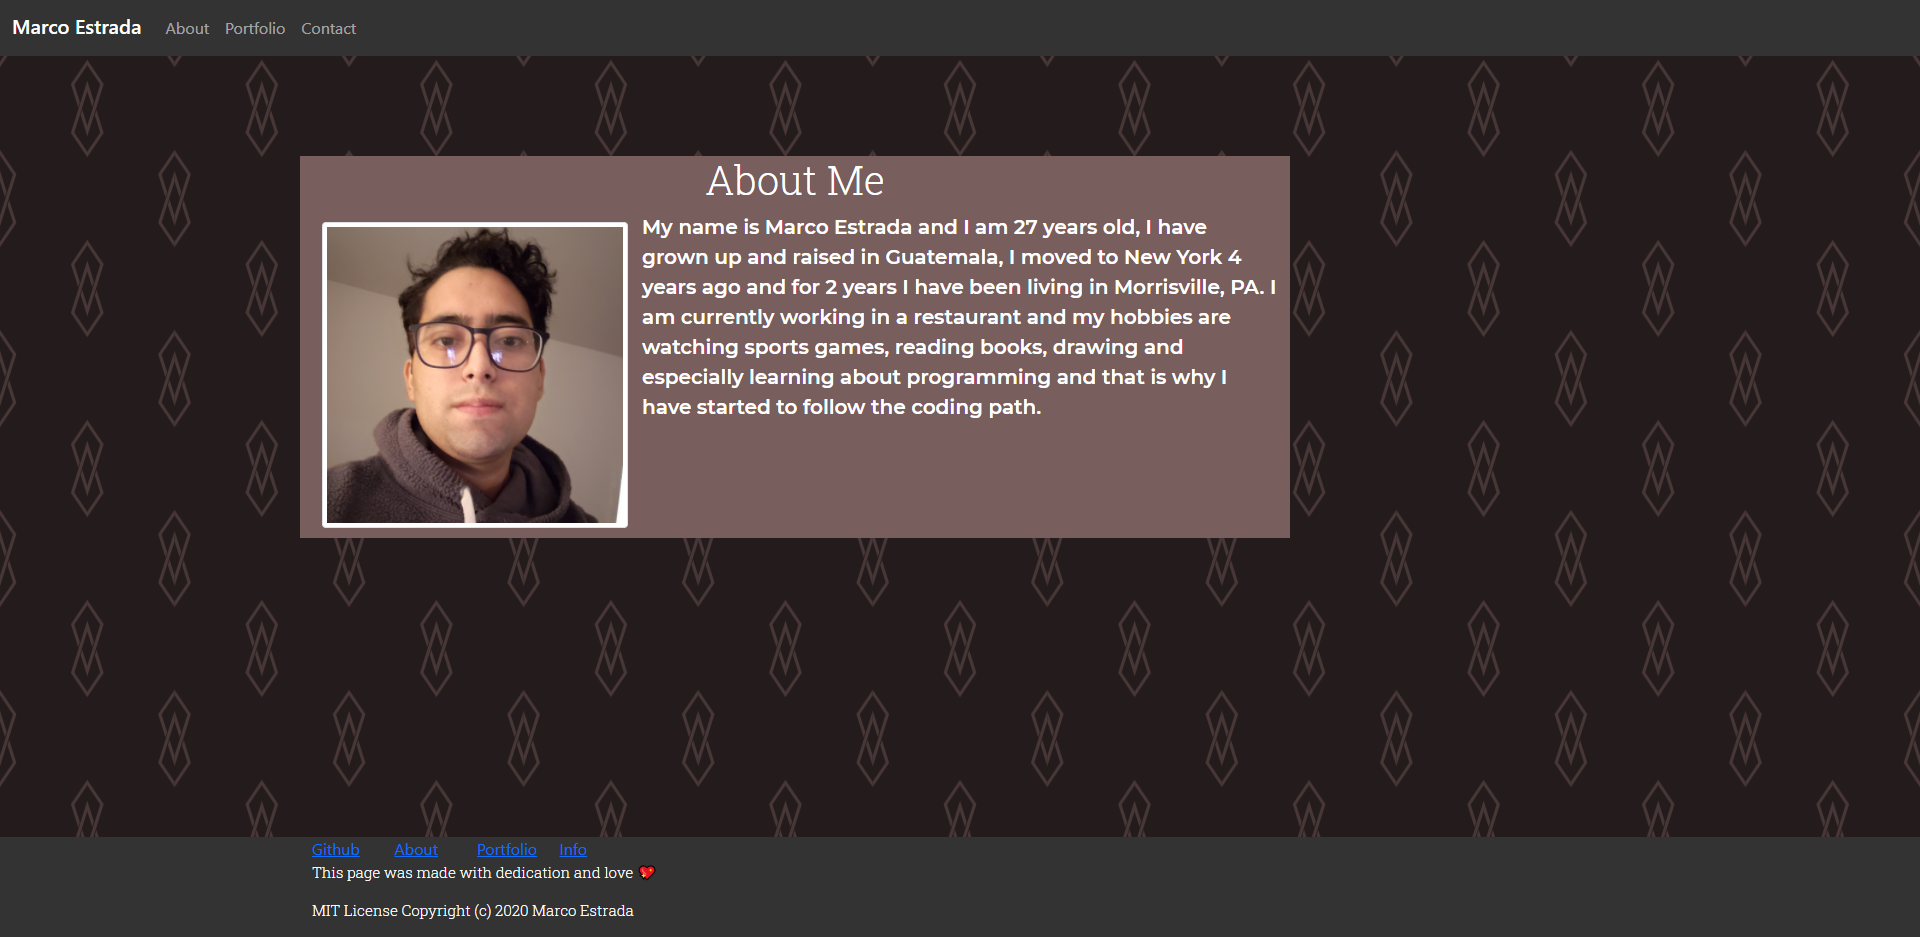 Marco Estrada About Portfolio Contact
About Me
My name is Marco Estrada and I am 27 years old, I have
grown up and raised in Guatemala, I moved to New York 4
years ago and for 2 years I have been living in Morrisville, PA. I
am currently working in a restaurant and my hobbies are
watching sports games, reading books, drawing and
especially learning about programming and that is why I
have started to follow the coding path.
Github About Portfolio Info
This page was made with dedication and love 💖
MIT License Copyright (c) 2020 Marco Estrada